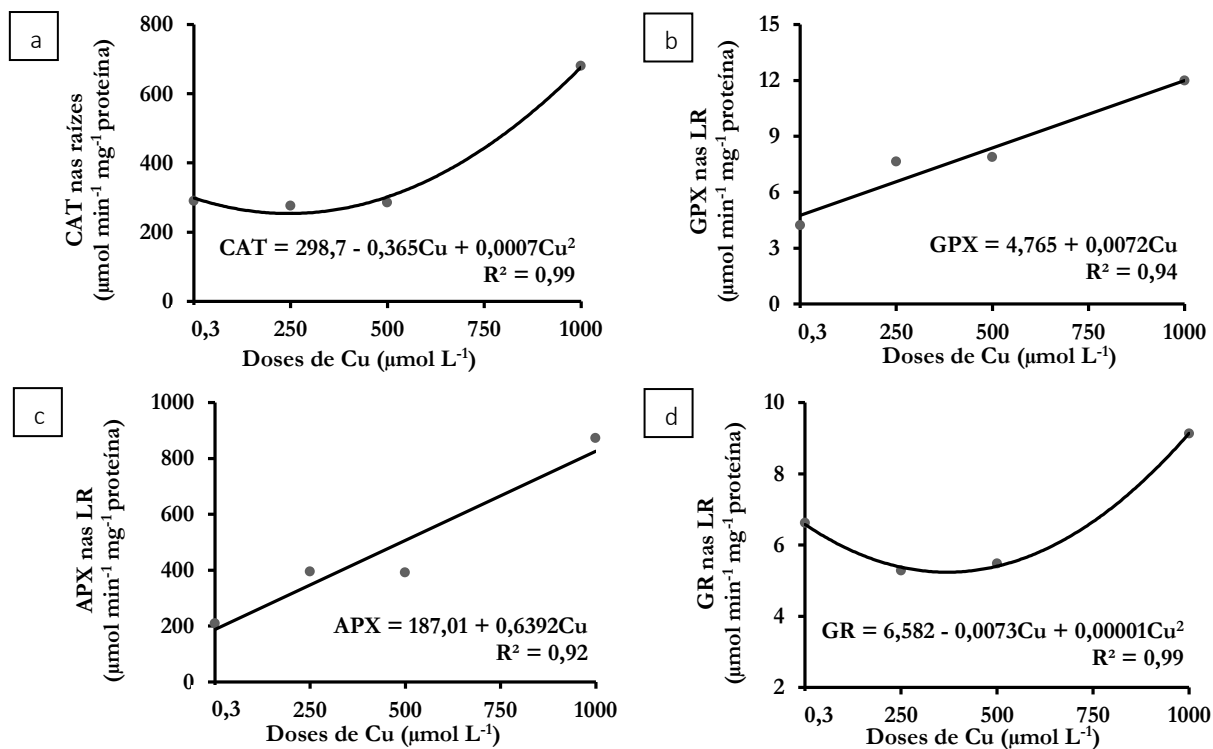 a
CAT nas raízes
(µmol min⁻¹ mg⁻¹ proteína)
800
600
400
200
0
CAT = 298,7 - 0,365Cu + 0,0007Cu²
R² = 0,99
0,3 250 500 750 1000
Doses de Cu (µmol L⁻¹)
b
GPX nas LR
(µmol min⁻¹ mg⁻¹ proteína)
15
12
9
6
3
0
GPX = 4,765 + 0,0072Cu
R² = 0,94
0,3 250 500 750 1000
Doses de Cu (µmol L⁻¹)
c
APX nas LR
(µmol min⁻¹ mg⁻¹ proteína)
1000
800
600
400
200
0
APX = 187,01 + 0,6392Cu
R² = 0,92
0,3 250 500 750 1000
Doses de Cu (µmol L⁻¹)
d
GR nas LR
(µmol min⁻¹ mg⁻¹ proteína)
10
8
6
4
2
GR = 6,582 - 0,0073Cu + 0,00001Cu²
R² = 0,99
0,3 250 500 750 1000
Doses de Cu (µmol L⁻¹)